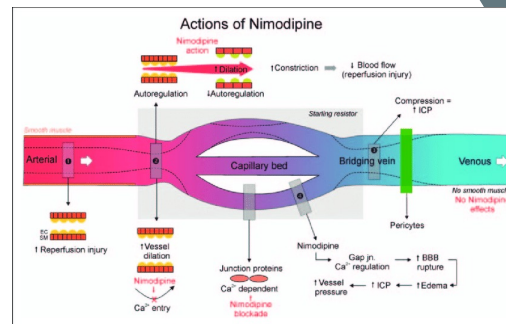 Actions of Nimodipine
Nimodipine
action
↑Dilation
Autoregulation
↓Autoregulation
↑Constriction
↓ Blood flow
(reperfusion injury)
Starling resistor
Compression =
↑ ICP
Smooth muscle
Arterial
1
2
Capillary bed
Bridging vein
3
Venous
No smooth muscle
No Nimodipine
effects
Pericytes
EC
SM
↑ Reperfusion injury
↑Vessel
dilation
Nimodipine
↓
Ca²⁺ entry
Junction proteins
Ca²⁺ dependent
↑
Nimodipine
blockade
Nimodipine
Gap jn.
Ca²⁺ regulation
↑ BBB
rupture
↑Edema
↑ ICP
↑Vessel
pressure